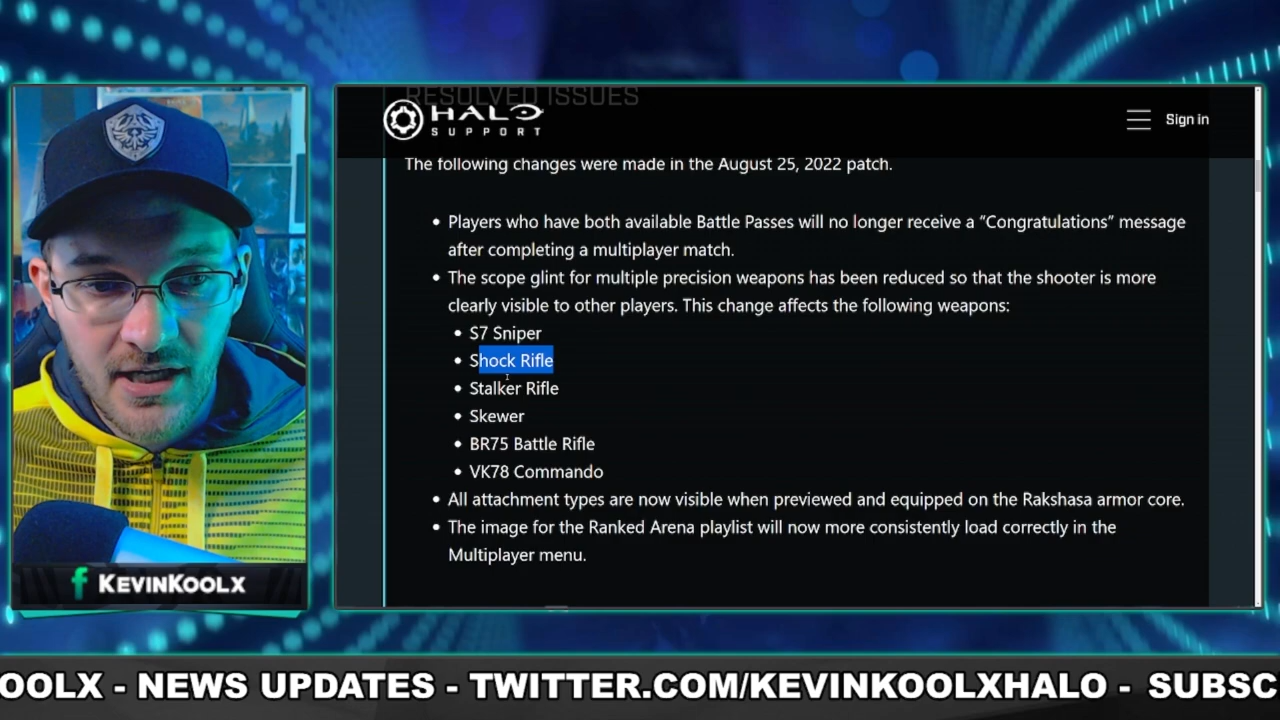 RESOLVED ISSUES
HALO
SUPPORT
Sign in
The following changes were made in the August 25, 2022 patch.
• Players who have both available Battle Passes will no longer receive a “Congratulations” message
after completing a multiplayer match.
• The scope glint for multiple precision weapons has been reduced so that the shooter is more
clearly visible to other players. This change affects the following weapons:
• S7 Sniper
• Shock Rifle
• Stalker Rifle
• Skewer
• BR75 Battle Rifle
• VK78 Commando
• All attachment types are now visible when previewed and equipped on the Rakshasa armor core.
• The image for the Ranked Arena playlist will now more consistently load correctly in the
Multiplayer menu.
f KEVINKOOLX
OOLX - NEWS UPDATES - TWITTER.COM/KEVINKOOLXHALO - SUBSC